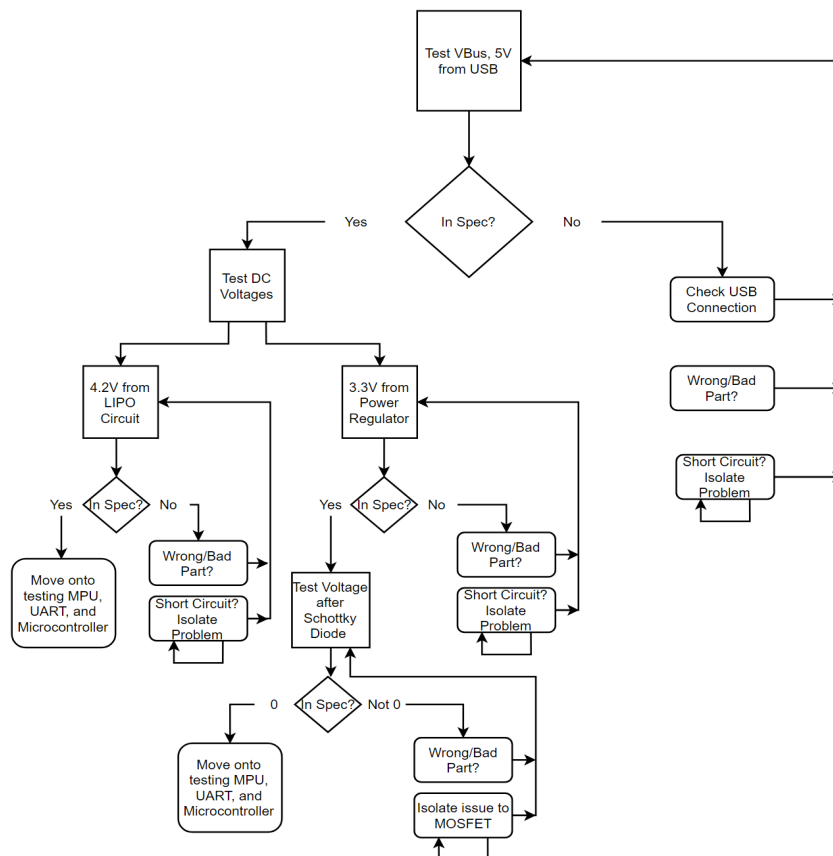 Test VBus, 5V
from USB
Yes
In Spec?
No
Test DC
Voltages
Check USB
Connection
4.2V from
LIPO
Circuit
3.3V from
Power
Regulator
Wrong/Bad
Part?
Short Circuit?
Isolate
Problem
Yes
In Spec?
No
Yes
In Spec?
No
Wrong/Bad
Part?
Wrong/Bad
Part?
Move onto
testing MPU,
UART, and
Microcontroller
Short Circuit?
Isolate
Problem
Test Voltage
after
Schottky
Diode
Short Circuit?
Isolate
Problem
0
In Spec?
Not 0
Move onto
testing MPU,
UART, and
Microcontroller
Wrong/Bad
Part?
Isolate issue to
MOSFET